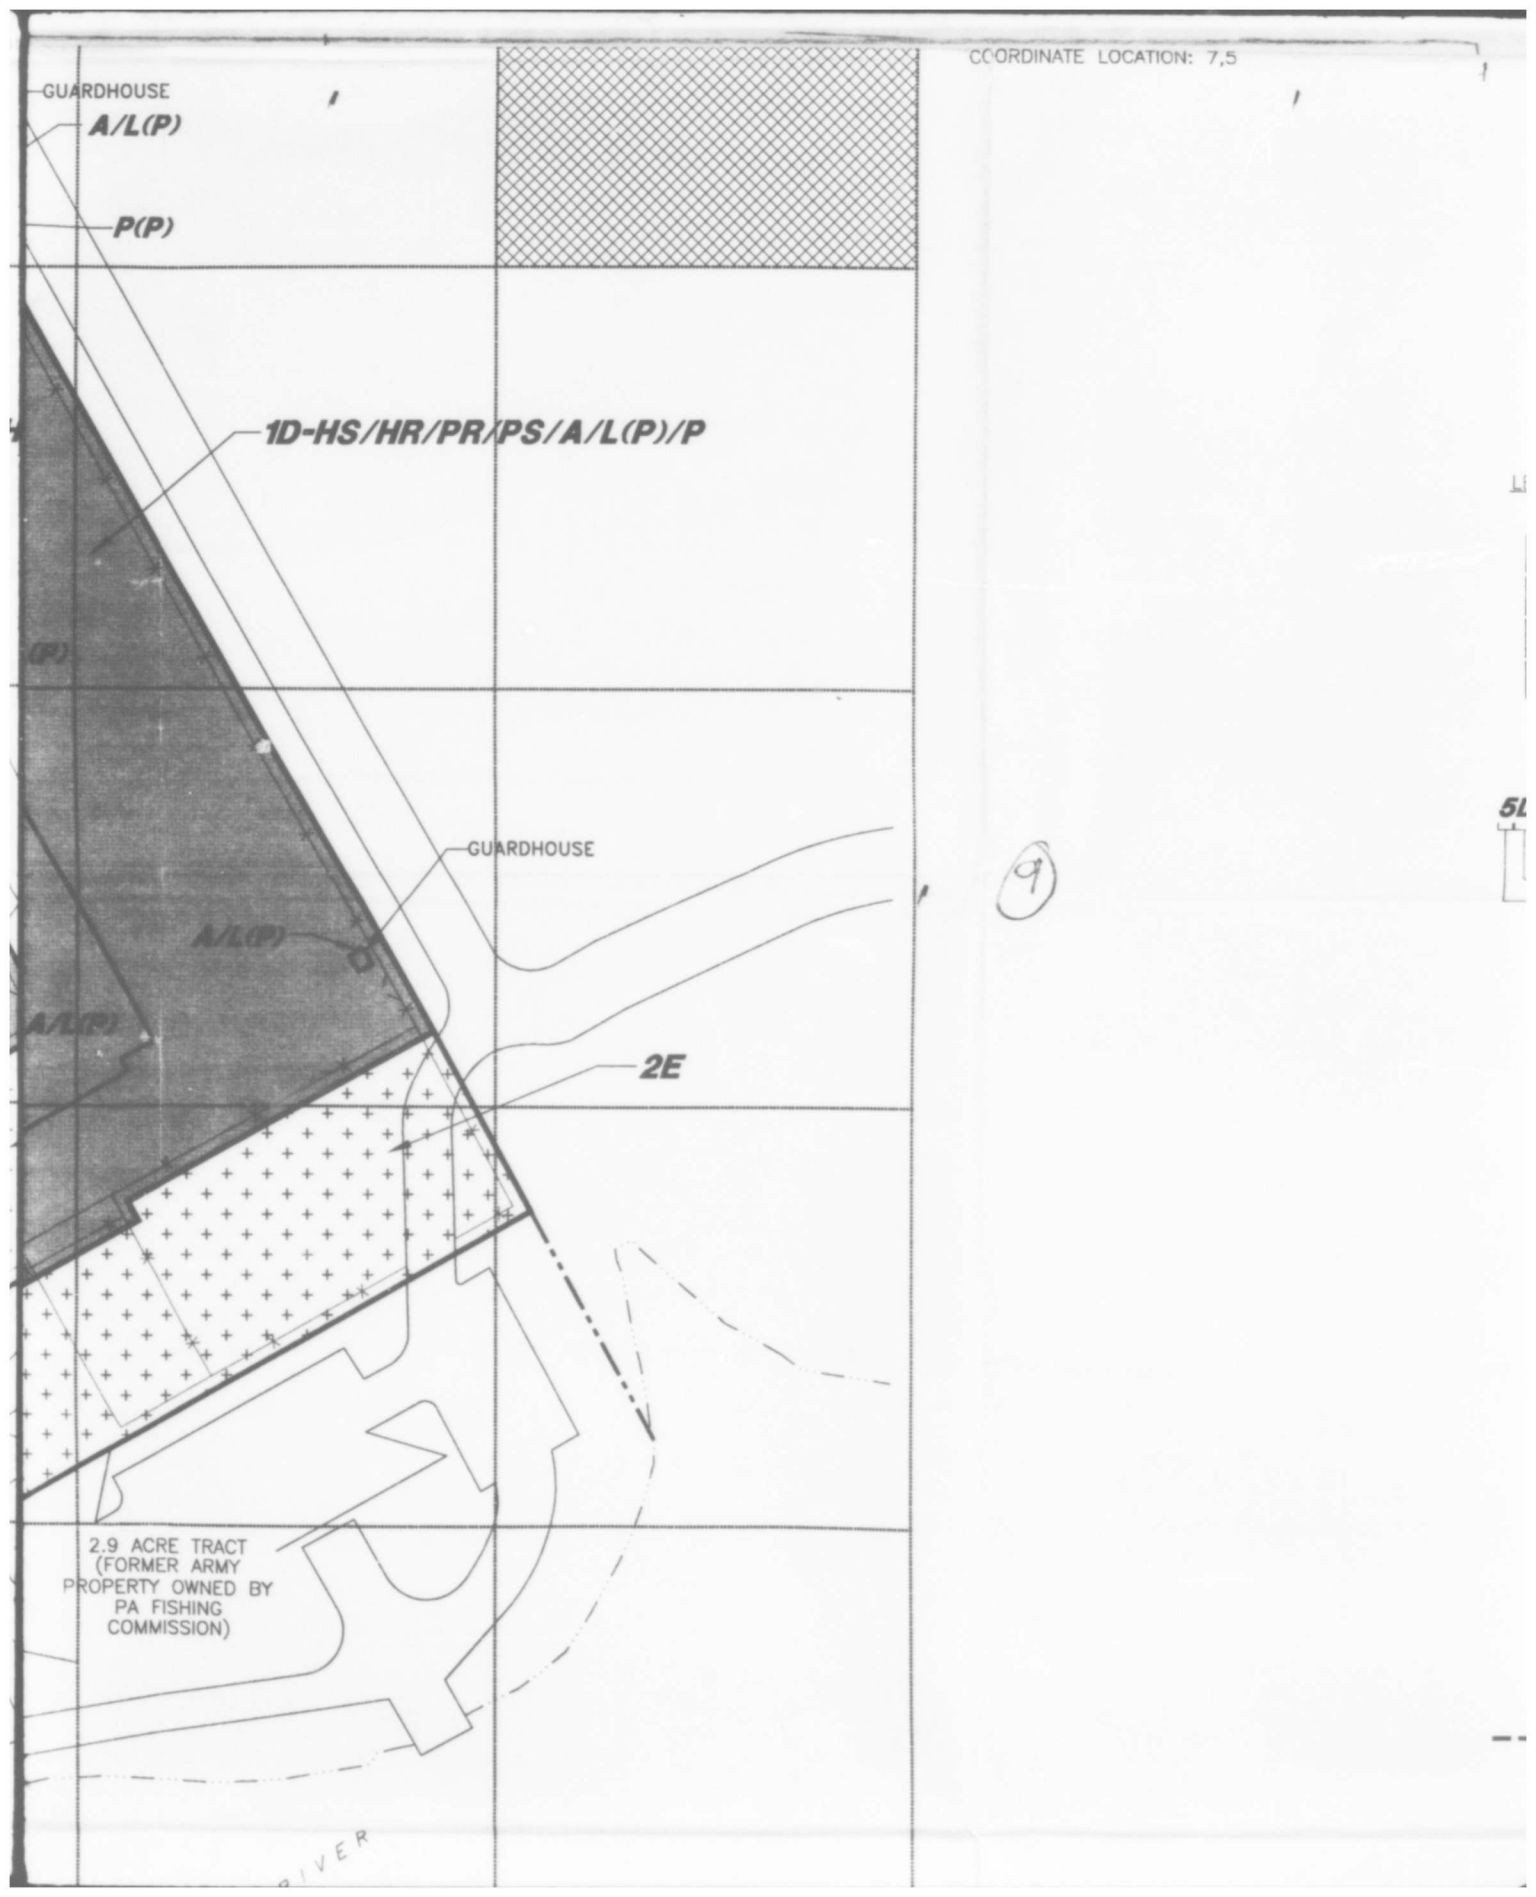 COORDINATE LOCATION: 7,5
GUARDHOUSE
A/L(P)
P(P)
1D-HS/HR/PR/PS/A/L(P)/P
(P)
5L
GUARDHOUSE
9
A/L(P)
A/L(P)
2E
2.9 ACRE TRACT
(FORMER ARMY
PROPERTY OWNED BY
PA FISHING
COMMISSION)
RIVER